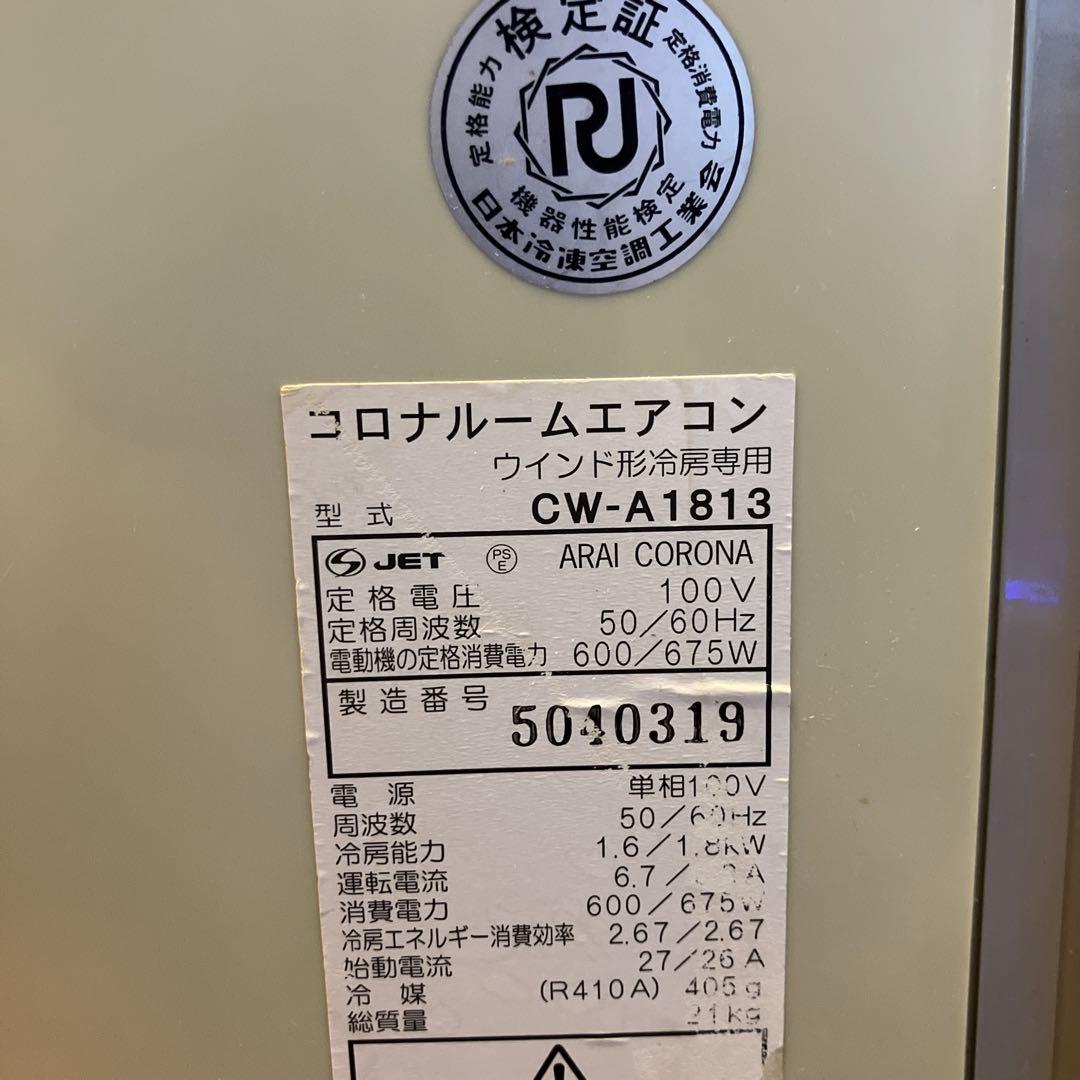 検定証
定格能力
定格消費電力
RJ
機器性能検定
日本冷凍空調工業会
コロナルームエアコン
ウインド形冷房専用
型式 CW-A1813
JET PSE ARAI CORONA
定格電圧 100V
定格周波数 50/60Hz
電動機の定格消費電力 600/675W
製造番号 5040319
電源 単相100V
周波数 50/60Hz
冷房能力 1.6/1.8kW
運転電流 6.7/ A
消費電力 600/675W
冷房エネルギー消費効率 2.67/2.67
始動電流 27/26A
冷媒 (R410A) 405g
総質量 21kg